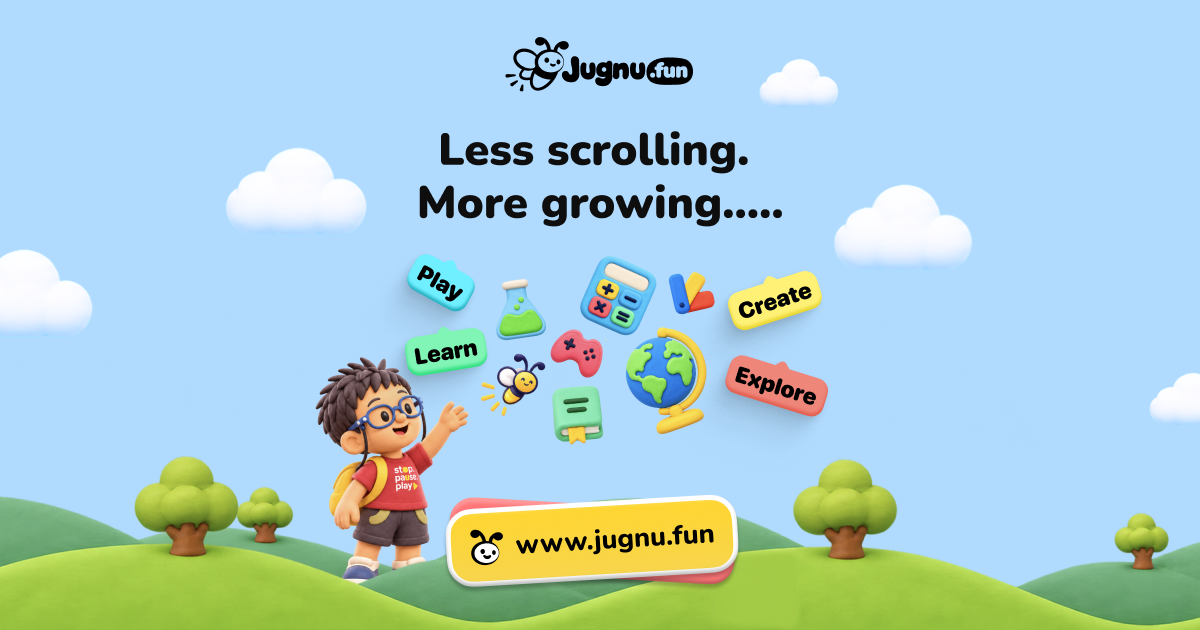 Jugnu.fun
Less scrolling.
More growing.....
Play
Create
Learn
Explore
stop.
pause.
play
www.jugnu.fun